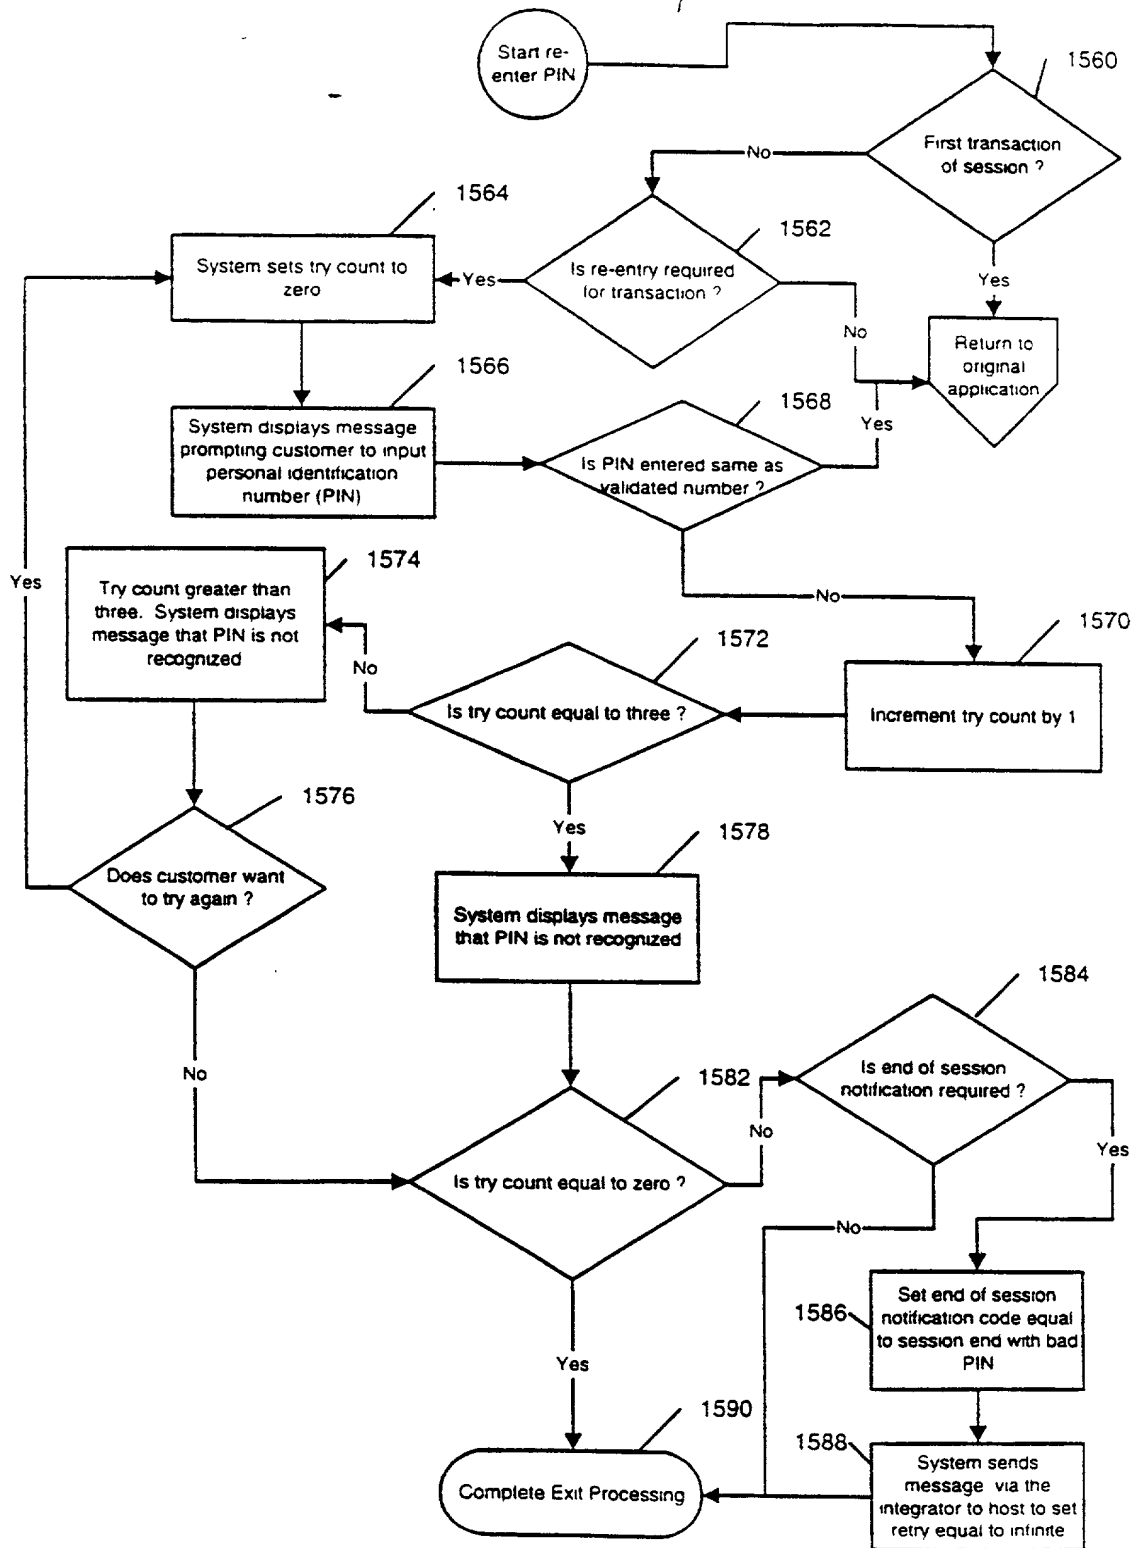 Start re-
enter PIN
1560
First transaction
of session ?
No
Yes
1564
System sets try count to
zero
1562
Is re-entry required
for transaction ?
Yes
No
Return to
original
application
1566
System displays message
prompting customer to input
personal identification
number (PIN)
1568
Is PIN entered same as
validated number ?
Yes
No
1574
Try count greater than
three. System displays
message that PIN is not
recognized
Yes
1572
Is try count equal to three ?
No
1570
Increment try count by 1
1576
Does customer want
to try again ?
Yes
1578
System displays message
that PIN is not recognized
No
1582
Is try count equal to zero ?
No
1584
Is end of session
notification required ?
Yes
No
1586
Set end of session
notification code equal
to session end with bad
PIN
Yes
1590
Complete Exit Processing
1588
System sends
message via the
integrator to host to set
retry equal to infinite